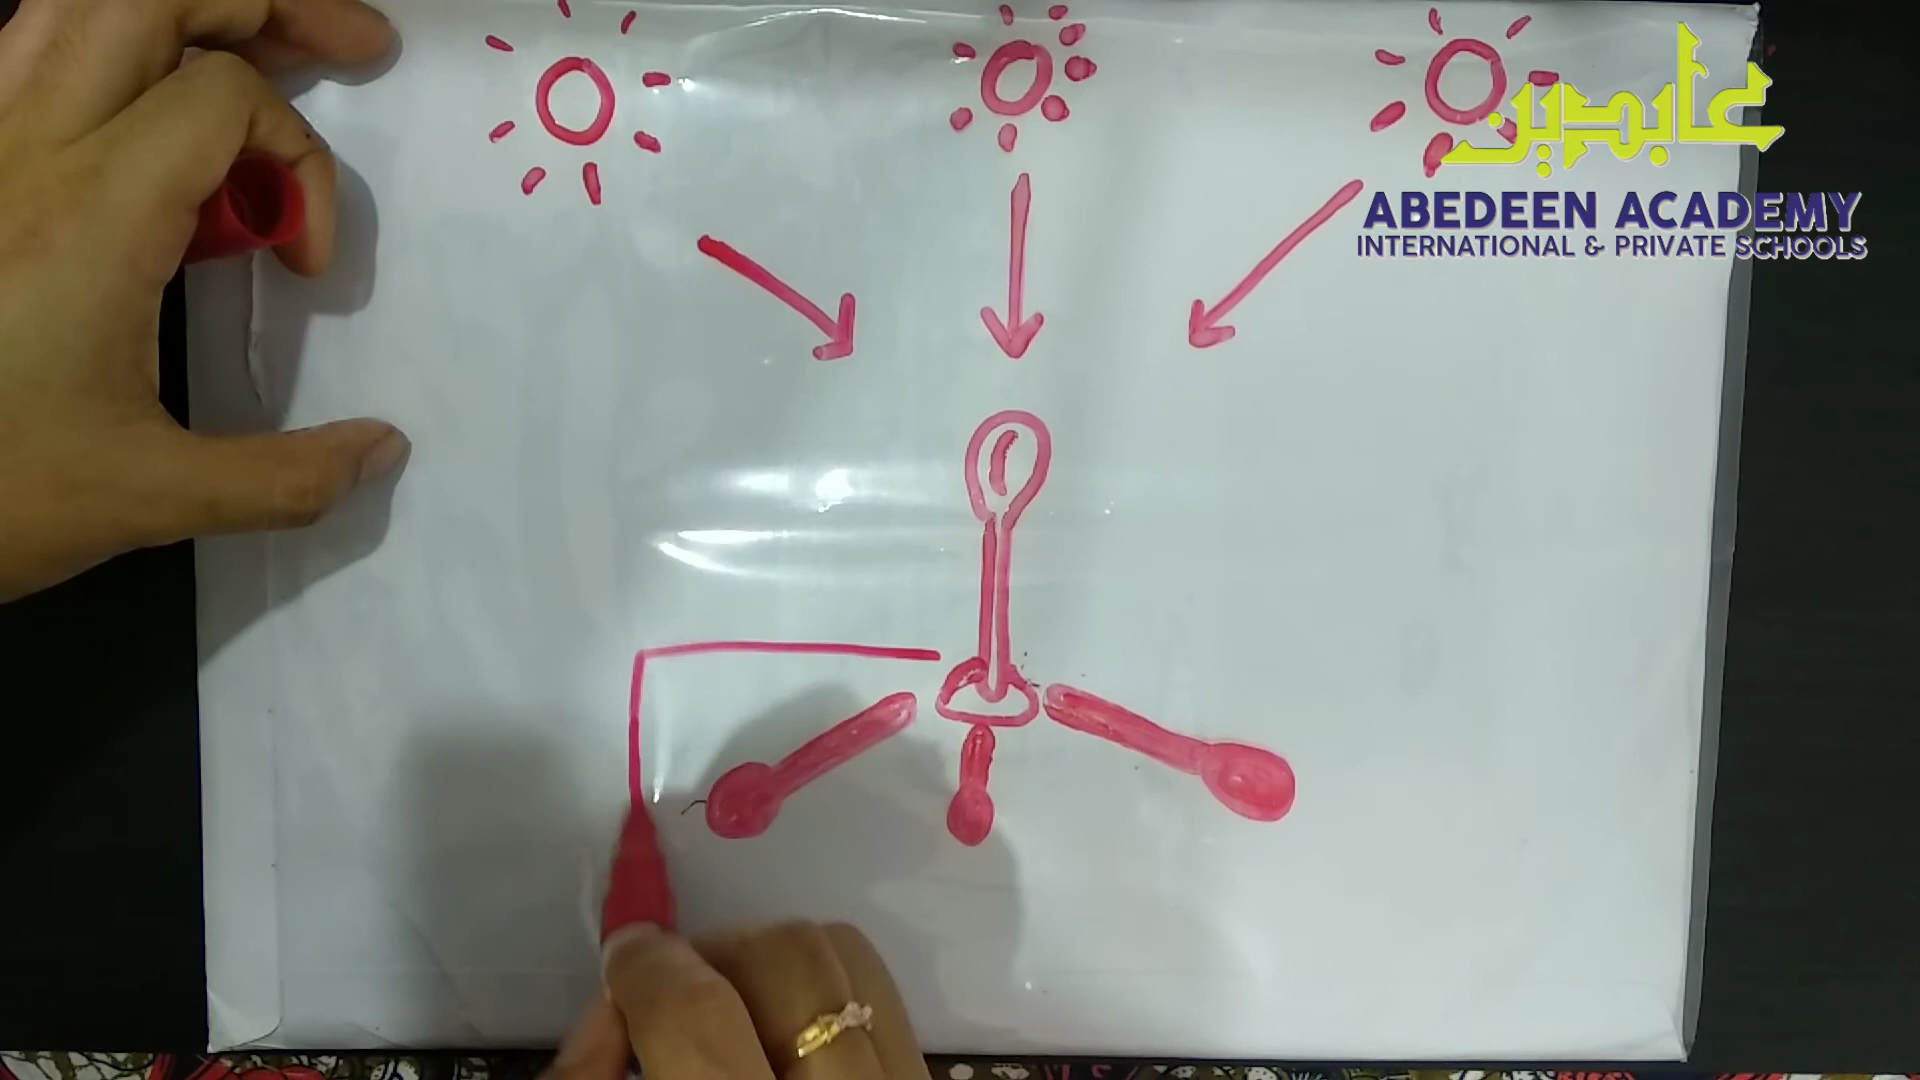 عابدين
ABEDEEN ACADEMY
INTERNATIONAL & PRIVATE SCHOOLS